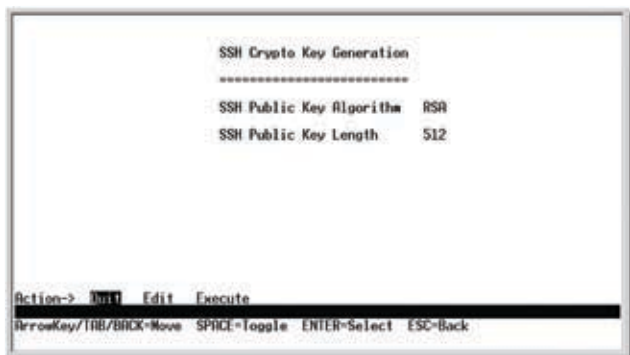 SSH Crypto Key Generation
=========================
SSH Public Key Algorithm RSA
SSH Public Key Length 512
Action-> Quit Edit Execute
ArrowKey/TAB/BACK=Move SPACE=Toggle ENTER=Select ESC=Back